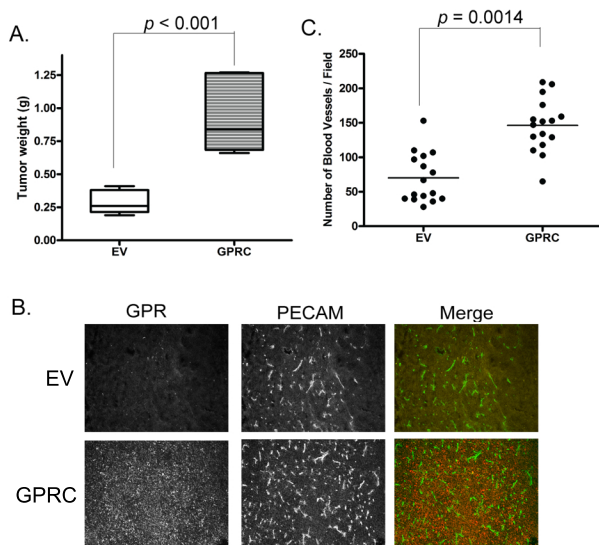 A.
p < 0.001
Tumor weight (g)
1.25
1.00
0.75
0.50
0.25
0.00
EV
GPRC
C.
p = 0.0014
Number of Blood Vessels / Field
250
200
150
100
50
0
EV
GPRC
B.
GPR
PECAM
Merge
EV
GPRC